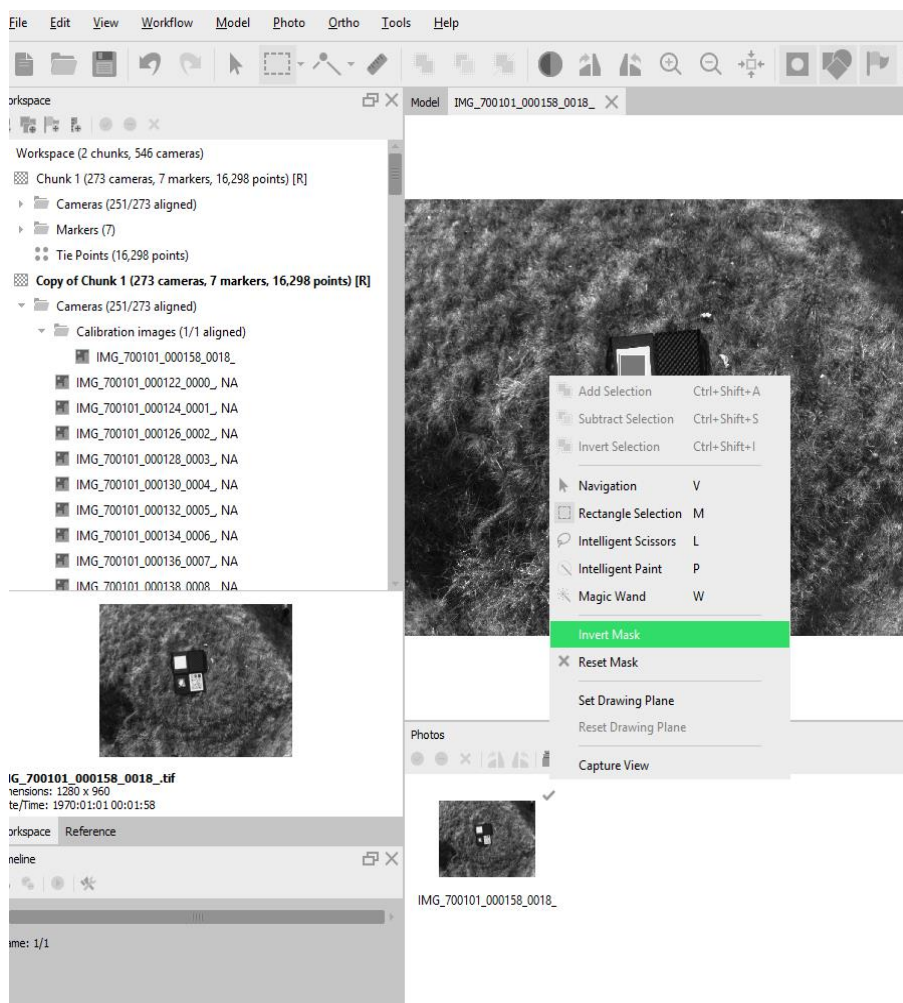 File Edit View Workflow Model Photo Ortho Tools Help
orkspace
Workspace (2 chunks, 546 cameras)
Chunk 1 (273 cameras, 7 markers, 16,298 points) [R]
Cameras (251/273 aligned)
Markers (7)
Tie Points (16,298 points)
Copy of Chunk 1 (273 cameras, 7 markers, 16,298 points) [R]
Cameras (251/273 aligned)
Calibration images (1/1 aligned)
IMG_700101_000158_0018_
IMG_700101_000122_0000_, NA
IMG_700101_000124_0001_, NA
IMG_700101_000126_0002_, NA
IMG_700101_000128_0003_, NA
IMG_700101_000130_0004_, NA
IMG_700101_000132_0005_, NA
IMG_700101_000134_0006_, NA
IMG_700101_000136_0007_, NA
IMG_700101_000138_0008_, NA
IG_700101_000158_0018_.tif
nensions: 1280 x 960
te/Time: 1970:01:01 00:01:58
orkspace Reference
neline
ame: 1/1
Model IMG_700101_000158_0018_
Add Selection Ctrl+Shift+A
Subtract Selection Ctrl+Shift+S
Invert Selection Ctrl+Shift+I
Navigation V
Rectangle Selection M
Intelligent Scissors L
Intelligent Paint P
Magic Wand W
Invert Mask
Reset Mask
Set Drawing Plane
Reset Drawing Plane
Capture View
Photos
IMG_700101_000158_0018_